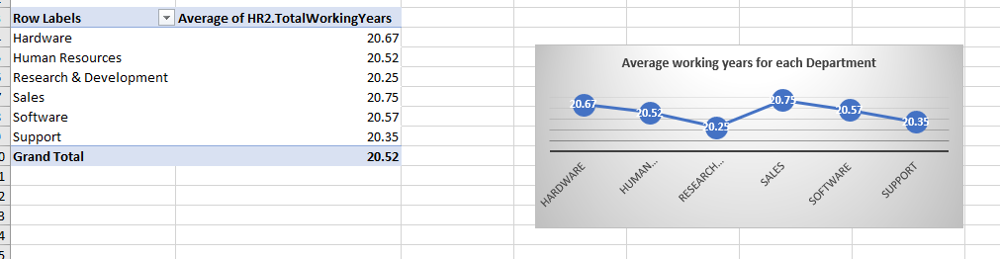 Row Labels Average of HR2.TotalWorkingYears
Hardware 20.67
Human Resources 20.52
Research & Development 20.25
Sales 20.75
Software 20.57
Support 20.35
Grand Total 20.52
Average working years for each Department
20.67 20.52 20.25 20.75 20.57 20.35
HARDWARE HUMAN... RESEARCH... SALES SOFTWARE SUPPORT